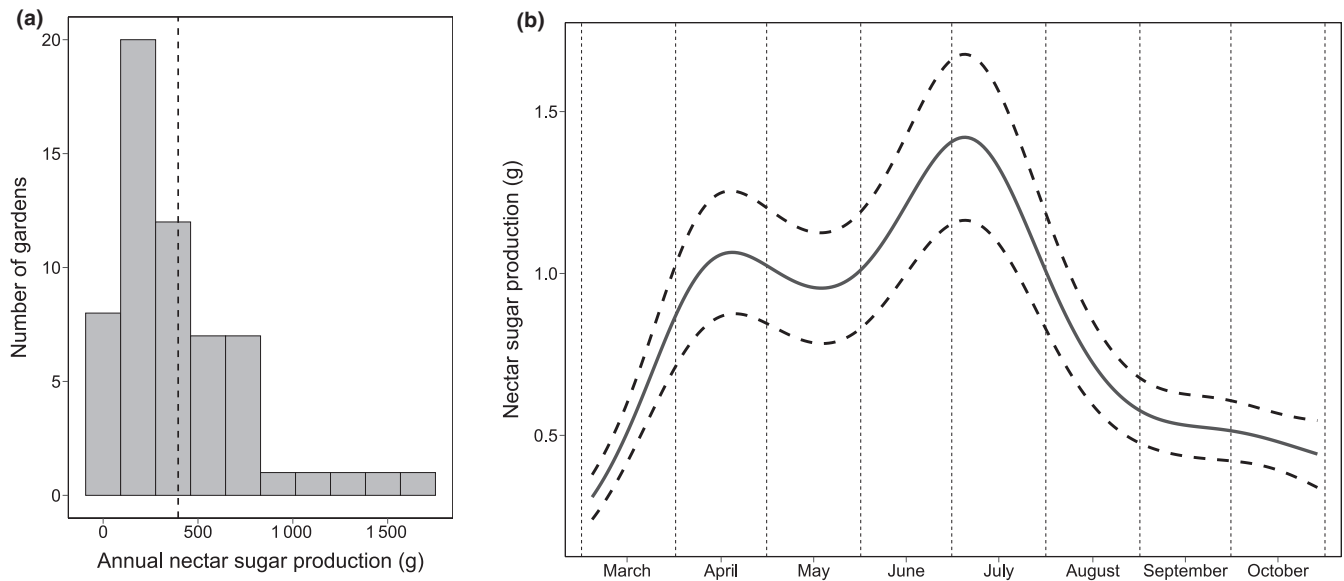 (a)
20
15
10
5
0
Number of gardens
0 500 1 000 1 500
Annual nectar sugar production (g)
(b)
1.5
1.0
0.5
Nectar sugar production (g)
March April May June July August September October